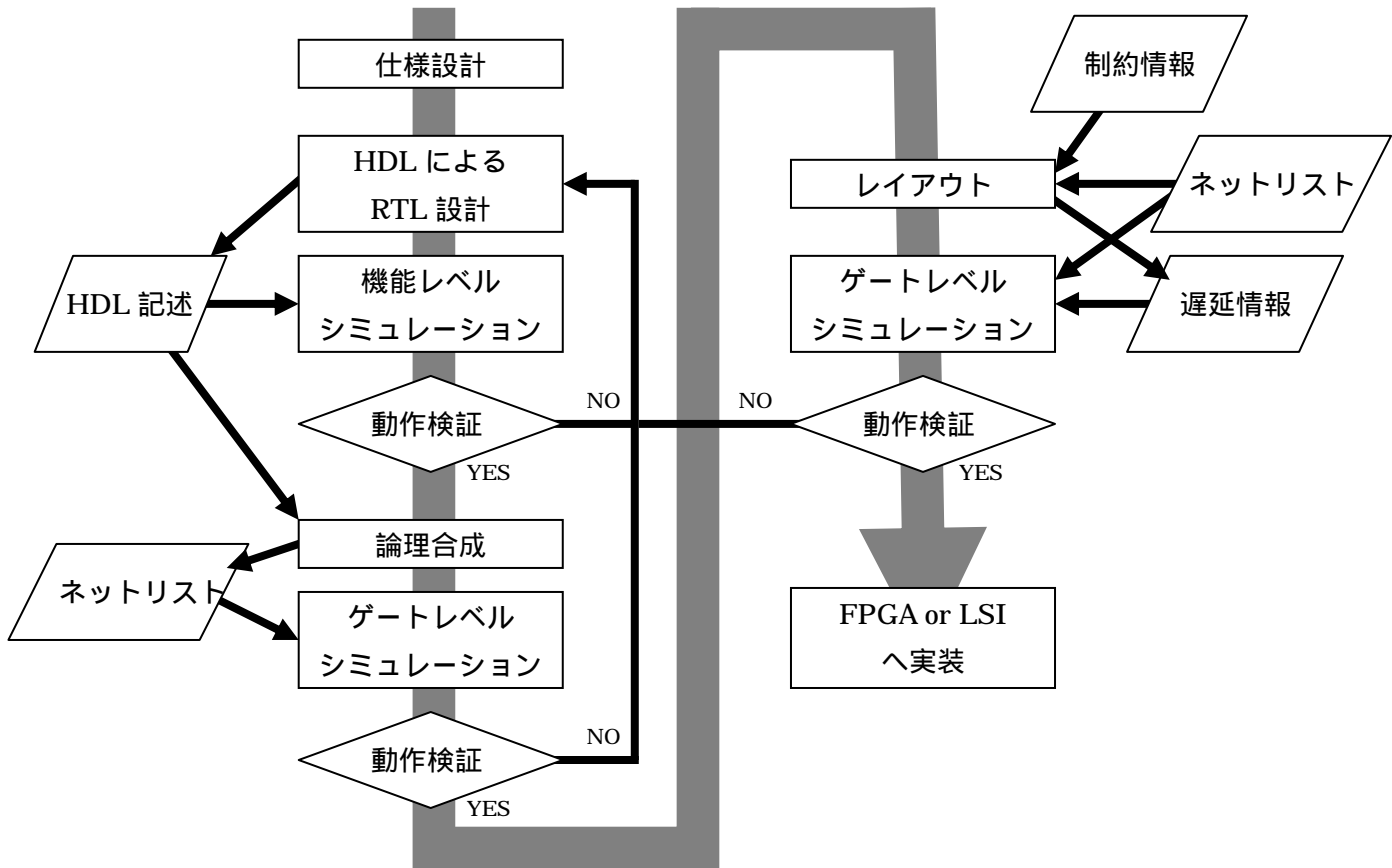 仕様設計
HDL による
RTL 設計
HDL 記述
機能レベル
シミュレーション
動作検証
NO
YES
論理合成
ネットリスト
ゲートレベル
シミュレーション
動作検証
NO
YES
制約情報
レイアウト
ネットリスト
ゲートレベル
シミュレーション
遅延情報
NO
動作検証
YES
FPGA or LSI
へ実装